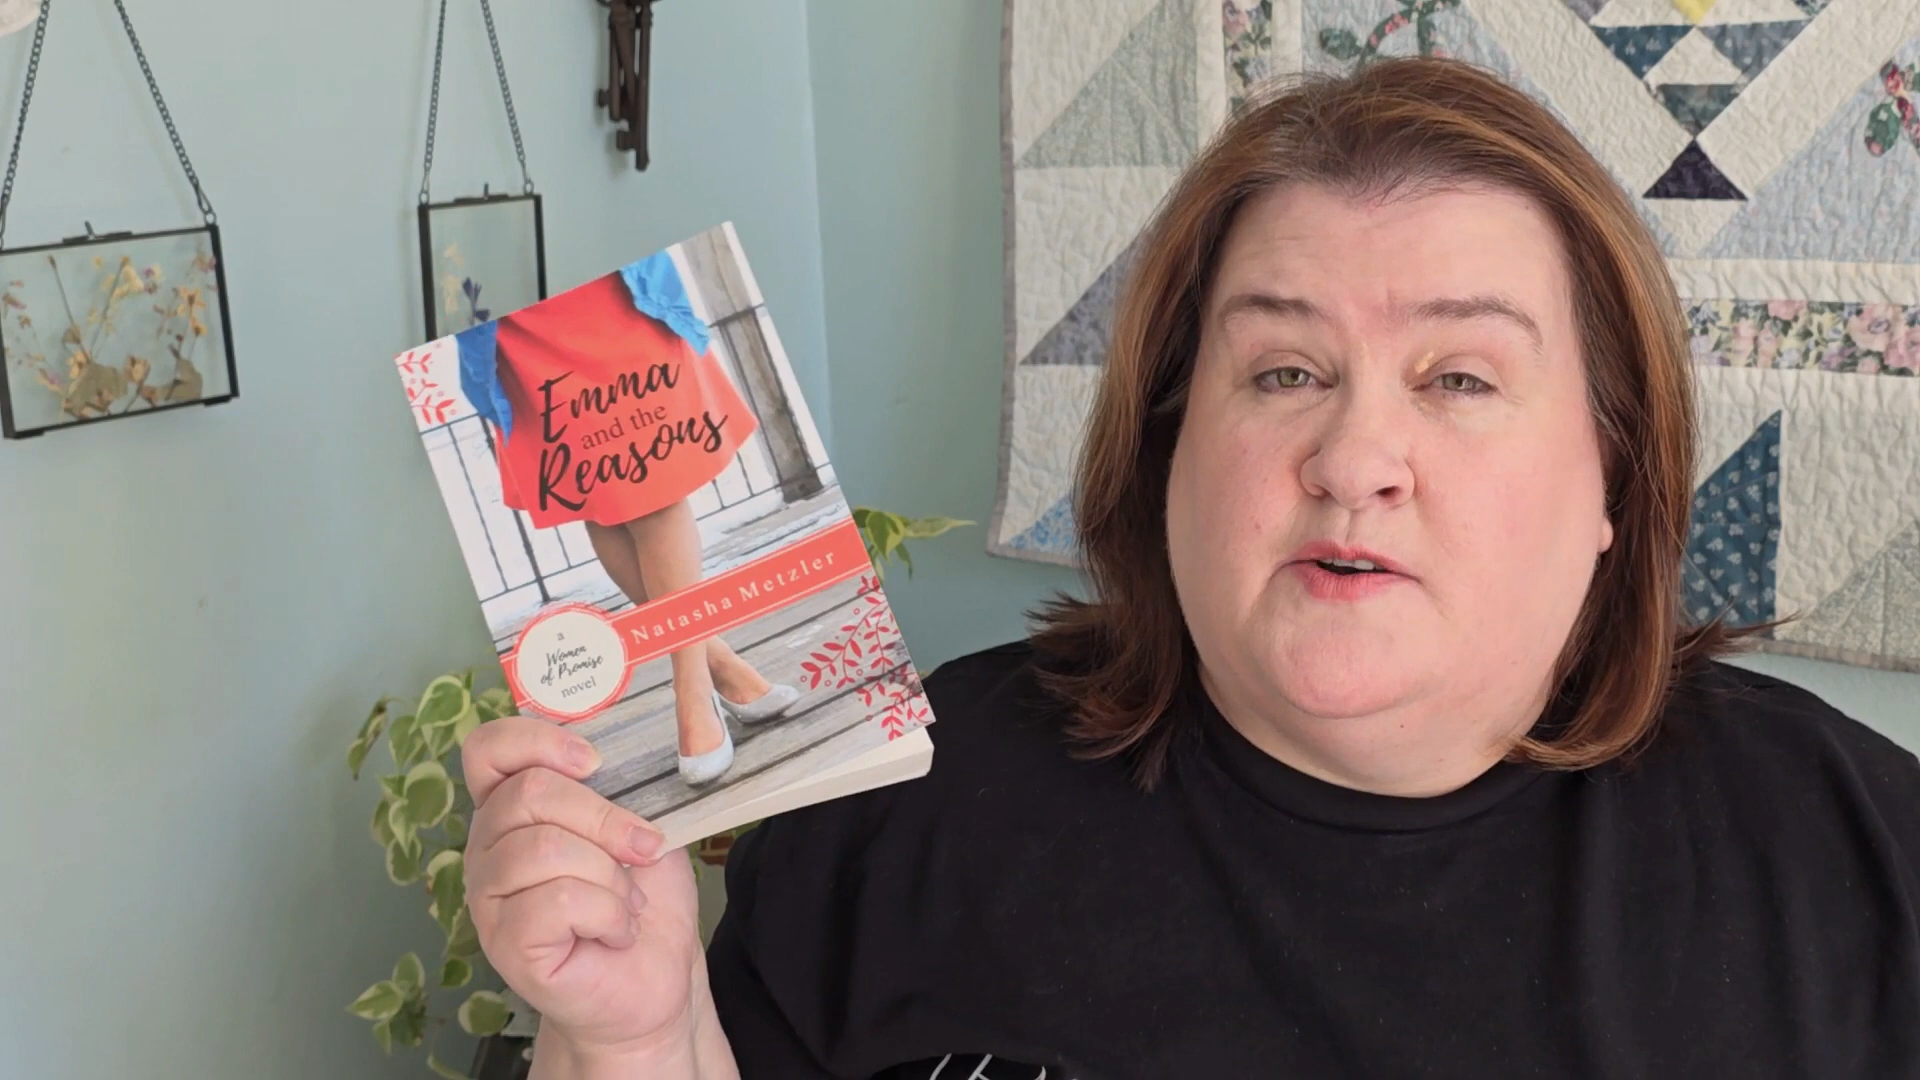 Emma
and the
Reasons
Natasha Metzler
a
Women
of Promise
novel